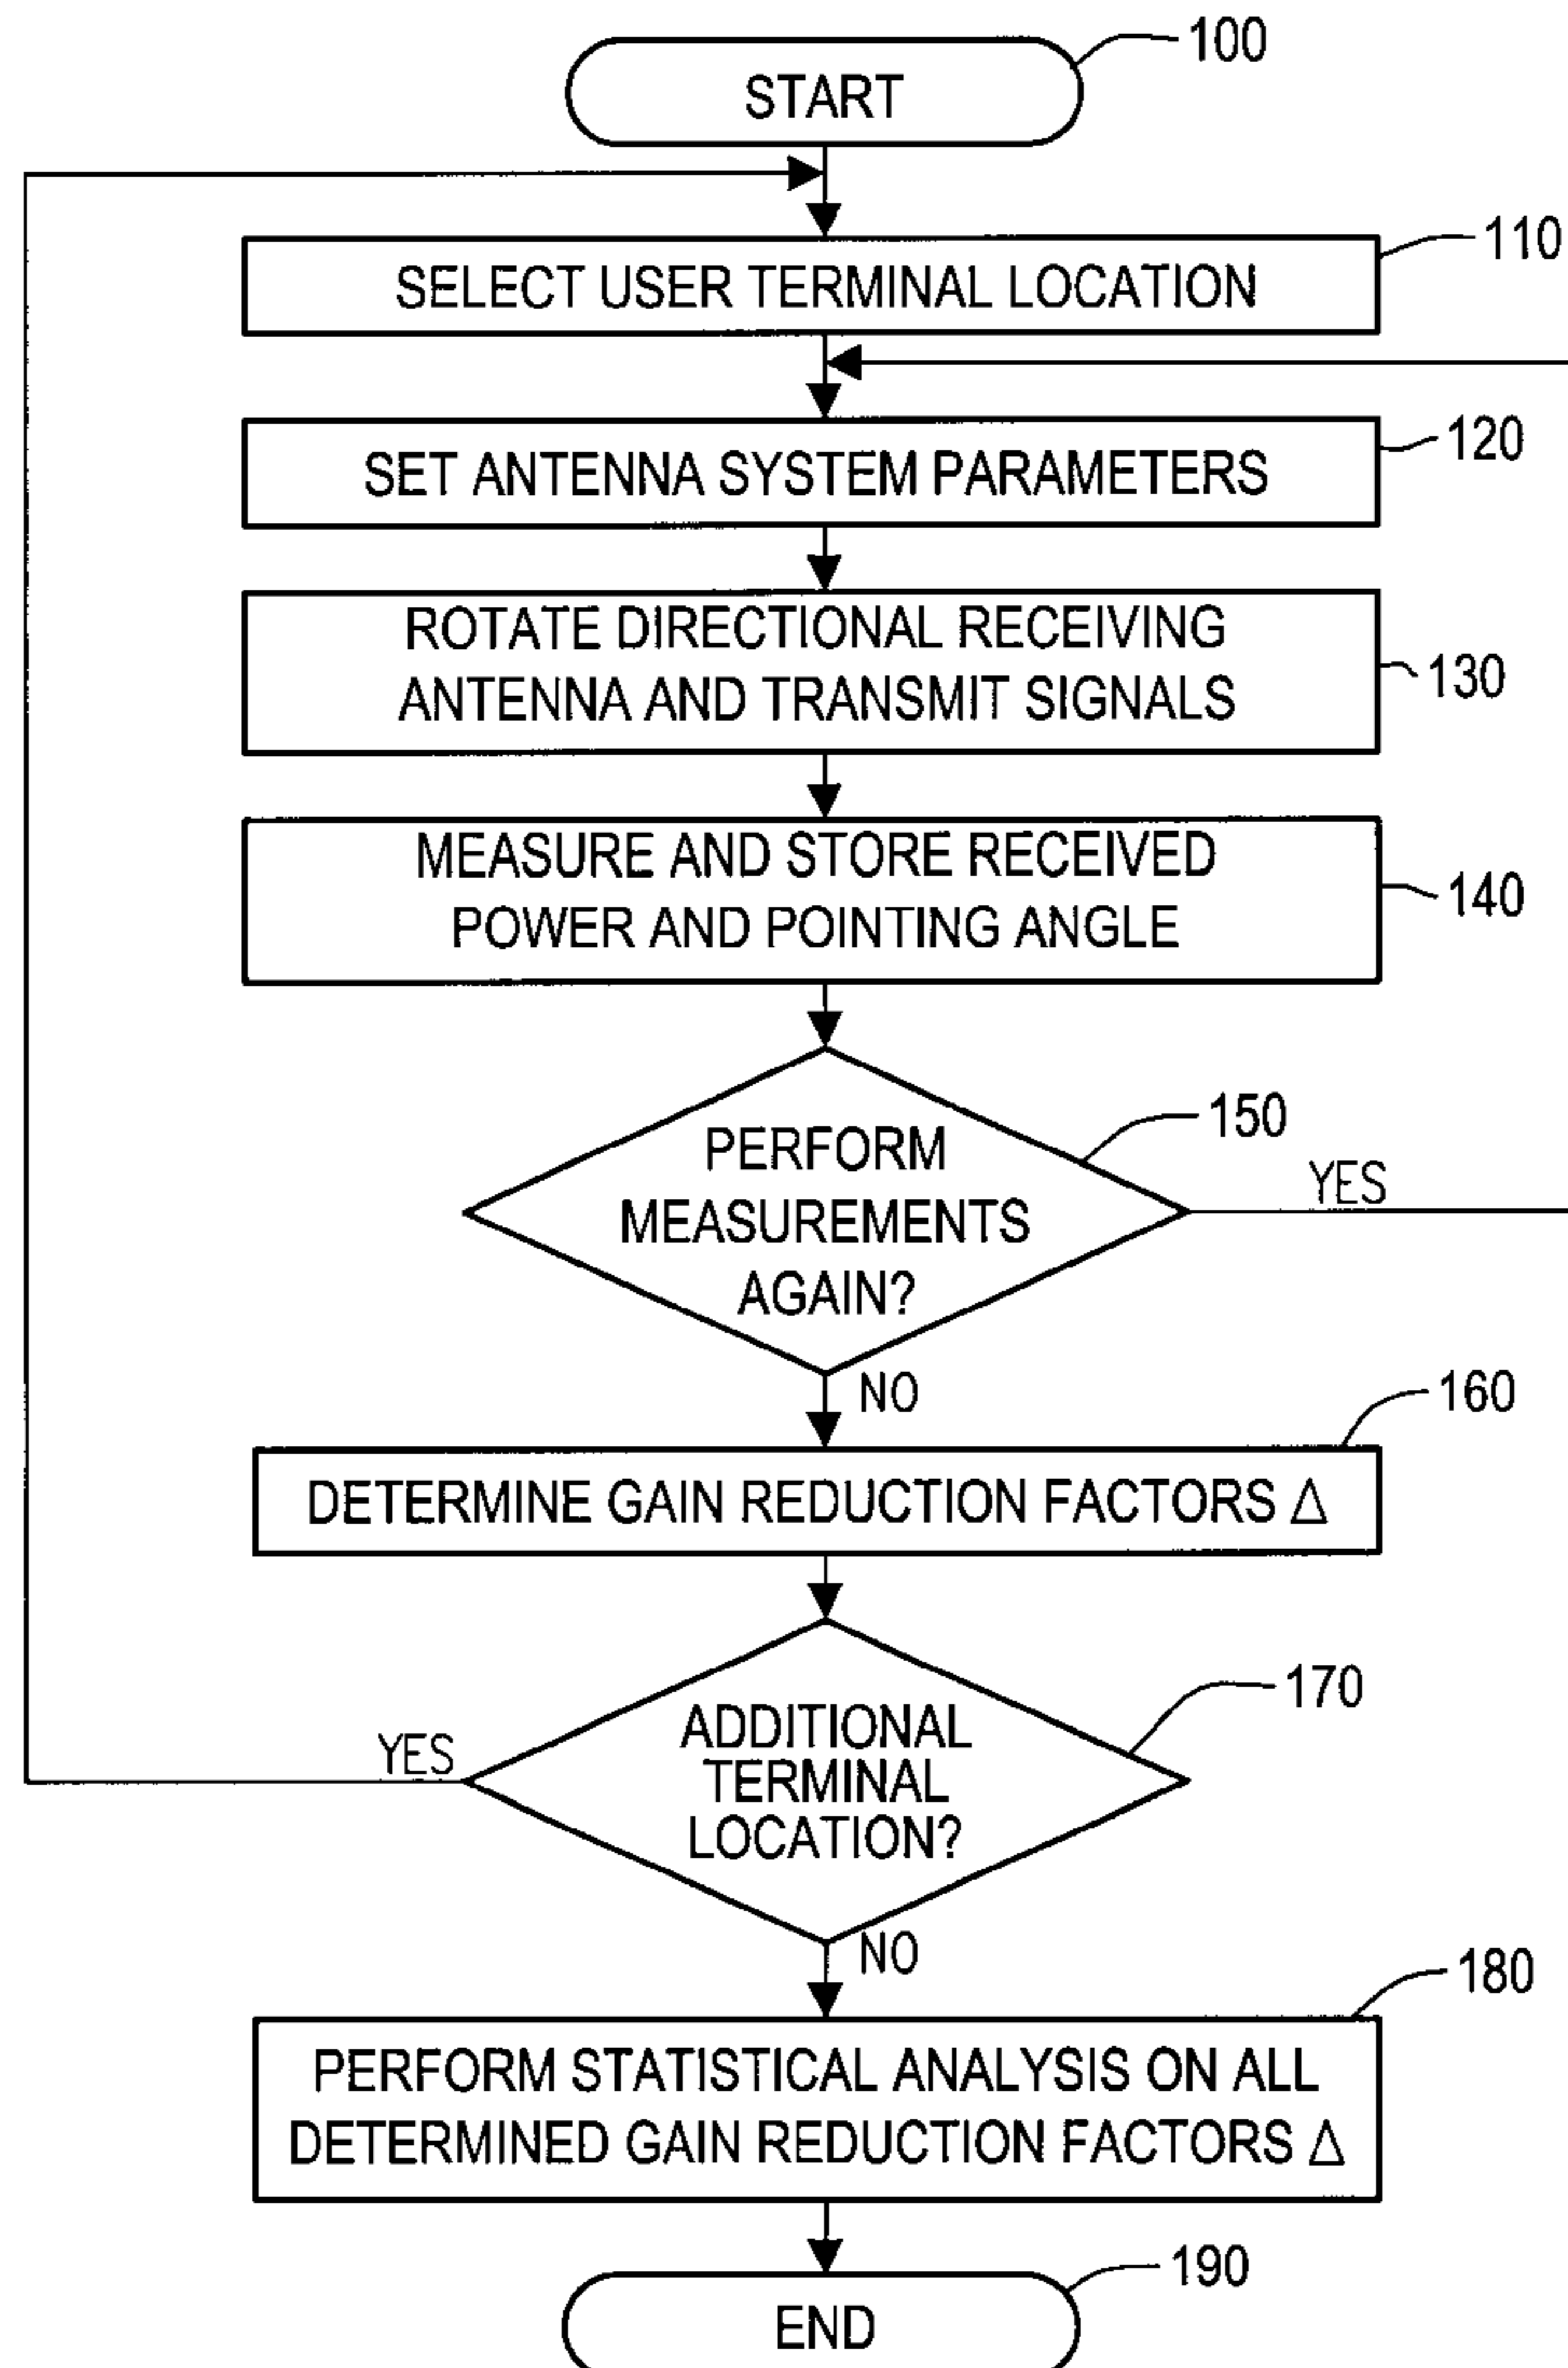 100
START
110
SELECT USER TERMINAL LOCATION
120
SET ANTENNA SYSTEM PARAMETERS
ROTATE DIRECTIONAL RECEIVING
ANTENNA AND TRANSMIT SIGNALS
130
MEASURE AND STORE RECEIVED
POWER AND POINTING ANGLE
140
150
PERFORM
MEASUREMENTS
AGAIN?
YES
NO
160
DETERMINE GAIN REDUCTION FACTORS Δ
170
ADDITIONAL
TERMINAL
LOCATION?
YES
NO
180
PERFORM STATISTICAL ANALYSIS ON ALL
DETERMINED GAIN REDUCTION FACTORS Δ
190
END